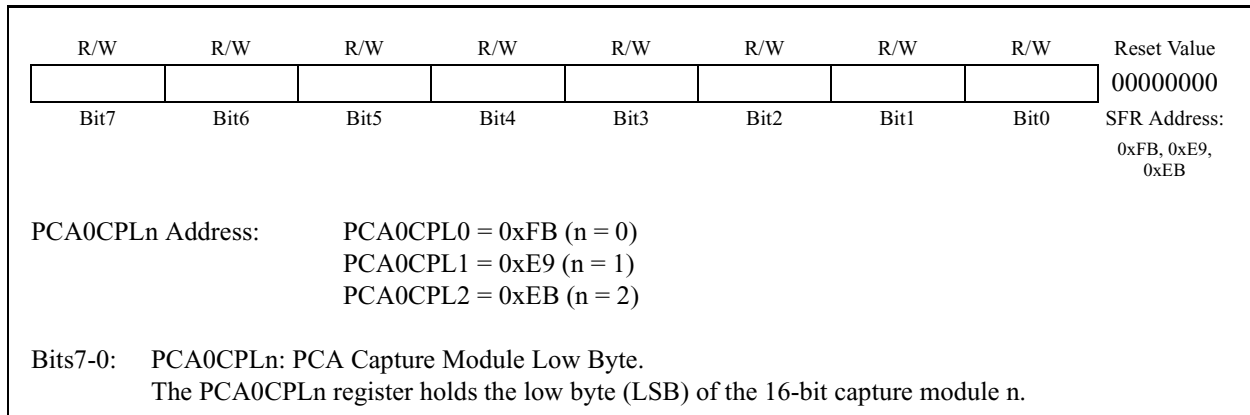 R/W R/W R/W R/W R/W R/W R/W R/W Reset Value
00000000
Bit7 Bit6 Bit5 Bit4 Bit3 Bit2 Bit1 Bit0 SFR Address:
0xFB, 0xE9,
0xEB
PCA0CPLn Address: PCA0CPL0 = 0xFB (n = 0)
PCA0CPL1 = 0xE9 (n = 1)
PCA0CPL2 = 0xEB (n = 2)
Bits7-0: PCA0CPLn: PCA Capture Module Low Byte.
The PCA0CPLn register holds the low byte (LSB) of the 16-bit capture module n.